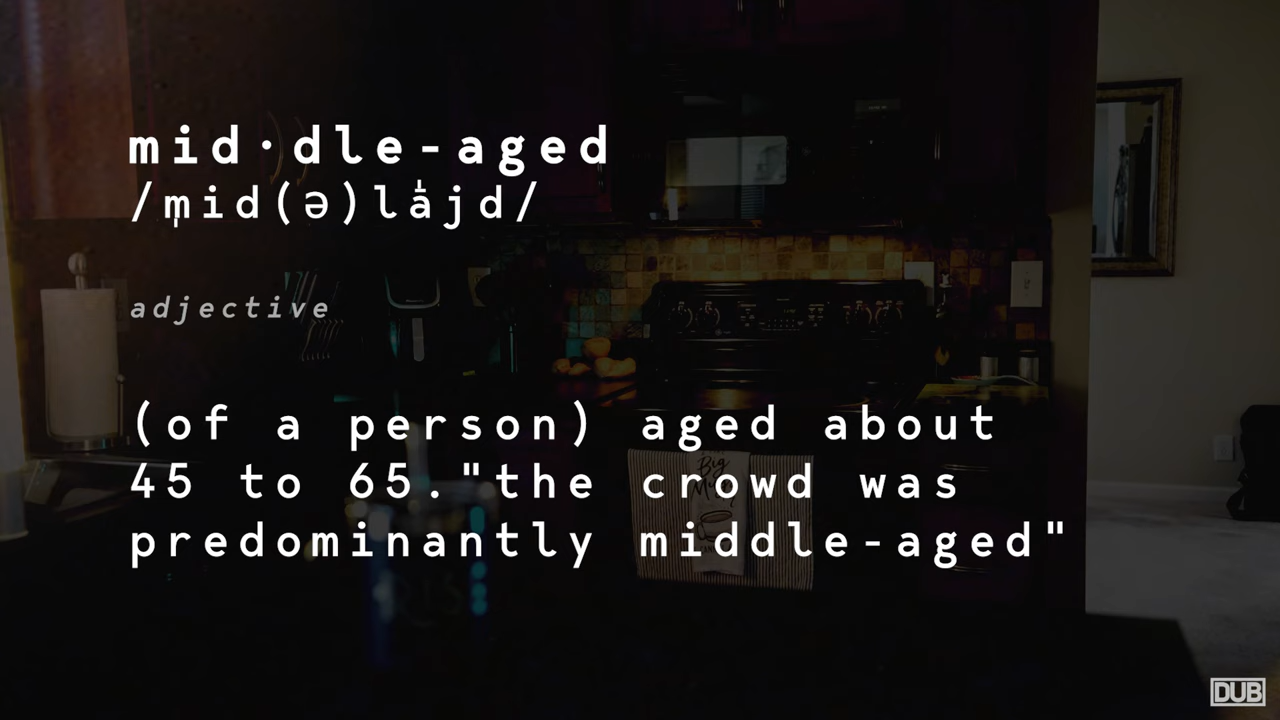 mid·dle-aged
/ˌmid(ə)lˈājd/
adjective
(of a person) aged about
45 to 65."the crowd was
predominantly middle-aged"
Big
DUB